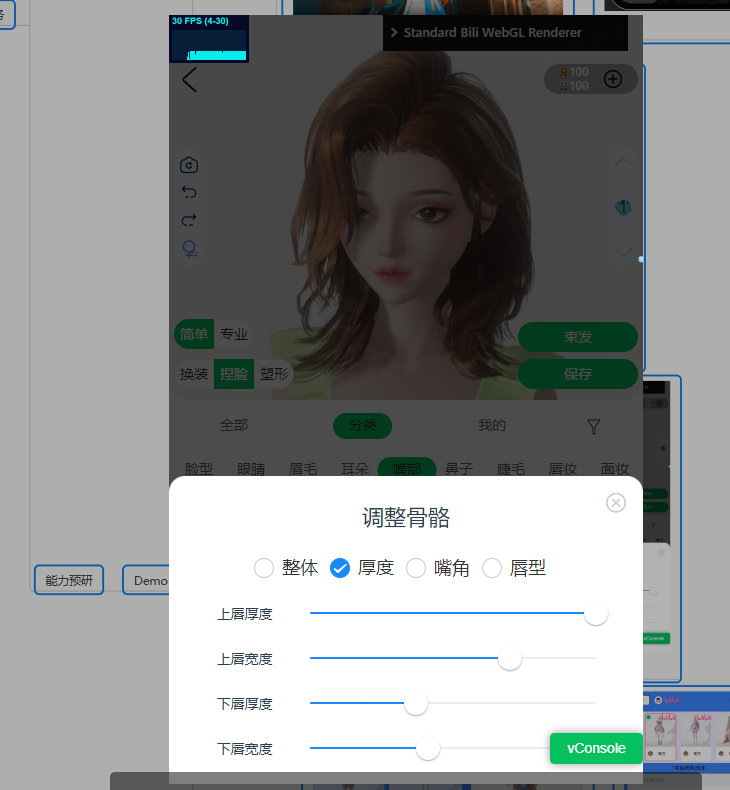 务
30 FPS (4-30)
Standard Bili WebGL Renderer
100
100
1
简单 专业
束发
换装 捏脸 塑形
保存
全部 分类 我的
脸型 眼睛 眉毛 耳朵 嘴部 鼻子 睫毛 唇妆 面妆
调整骨骼
整体 厚度 嘴角 唇型
能力预研 Demo
上唇厚度
上唇宽度
下唇厚度
下唇宽度
vConsole
vConsole